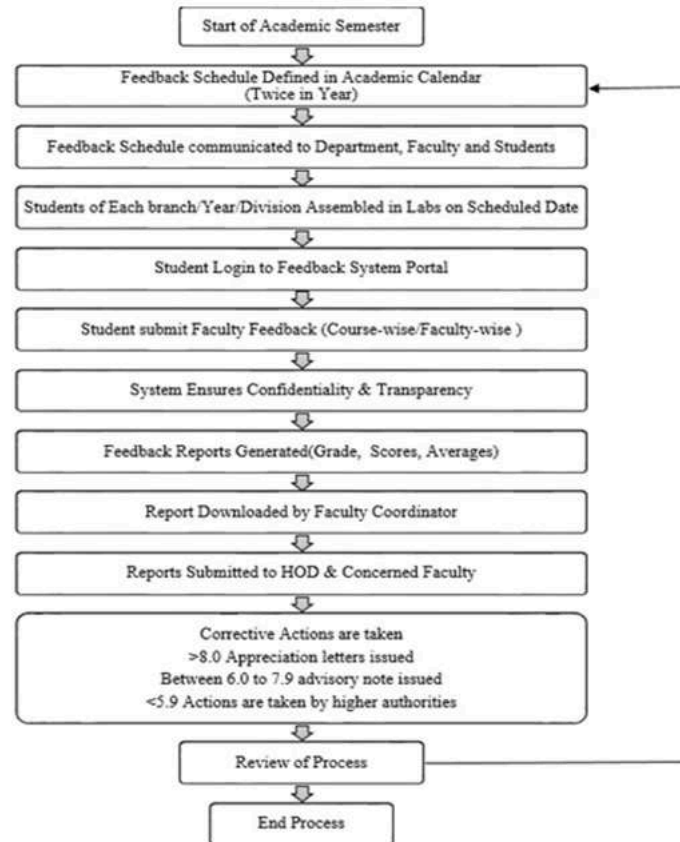 Start of Academic Semester
Feedback Schedule Defined in Academic Calendar
(Twice in Year)
Feedback Schedule communicated to Department, Faculty and Students
Students of Each branch/Year/Division Assembled in Labs on Scheduled Date
Student Login to Feedback System Portal
Student submit Faculty Feedback (Course-wise/Faculty-wise )
System Ensures Confidentiality & Transparency
Feedback Reports Generated(Grade, Scores, Averages)
Report Downloaded by Faculty Coordinator
Reports Submitted to HOD & Concerned Faculty
Corrective Actions are taken
>8.0 Appreciation letters issued
Between 6.0 to 7.9 advisory note issued
<5.9 Actions are taken by higher authorities
Review of Process
End Process